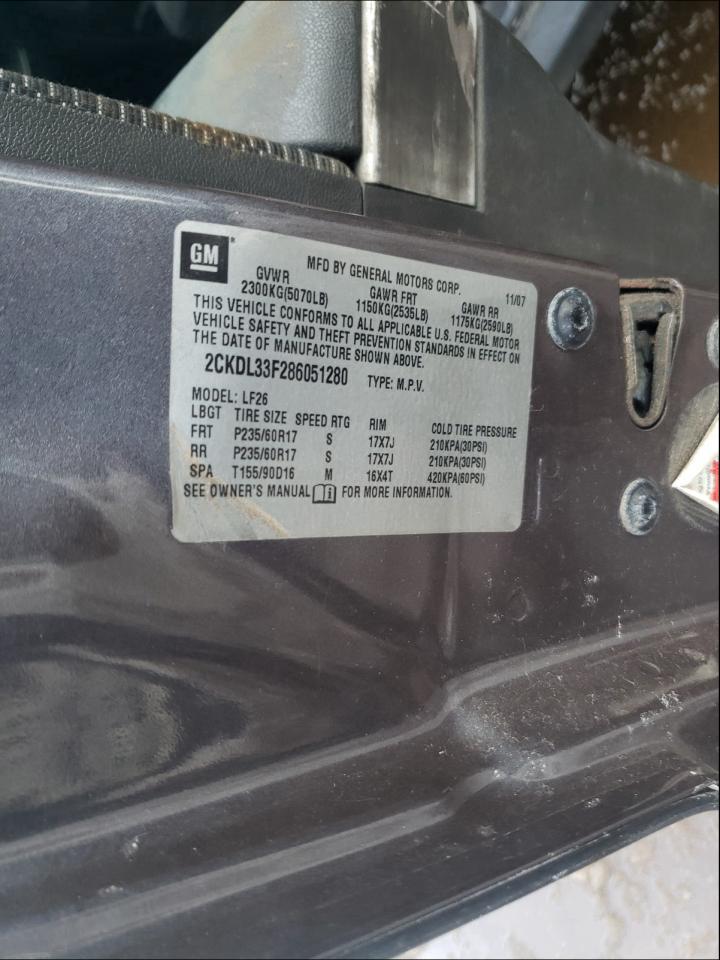 GM
MFD BY GENERAL MOTORS CORP. 11/07
GVWR GAWR FRT GAWR RR
2300KG(5070LB) 1150KG(2535LB) 1175KG(2590LB)
THIS VEHICLE CONFORMS TO ALL APPLICABLE U.S. FEDERAL MOTOR
VEHICLE SAFETY AND THEFT PREVENTION STANDARDS IN EFFECT ON
THE DATE OF MANUFACTURE SHOWN ABOVE.
2CKDL33F286051280 TYPE: M.P.V.
MODEL: LF26
LBGT TIRE SIZE SPEED RTG RIM COLD TIRE PRESSURE
FRT P235/60R17 S 17X7J 210KPA(30PSI)
RR P235/60R17 S 17X7J 210KPA(30PSI)
SPA T155/90D16 M 16X4T 420KPA(60PSI)
SEE OWNER'S MANUAL i FOR MORE INFORMATION.